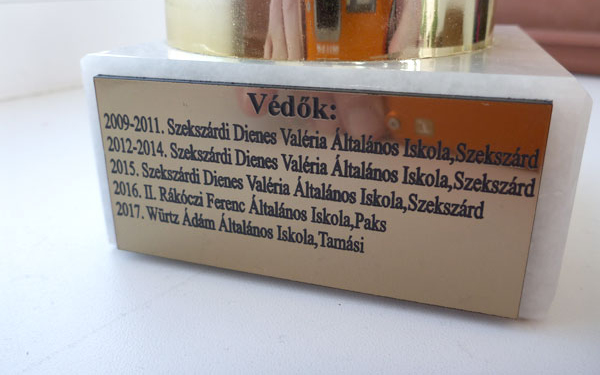 Védők:
2009-2011. Szekszárdi Dienes Valéria Általános Iskola,Szekszárd
2012-2014. Szekszárdi Dienes Valéria Általános Iskola,Szekszárd
2015. Szekszárdi Dienes Valéria Általános Iskola,Szekszárd
2016. II. Rákóczi Ferenc Általános Iskola,Paks
2017. Würtz Ádám Általános Iskola,Tamási